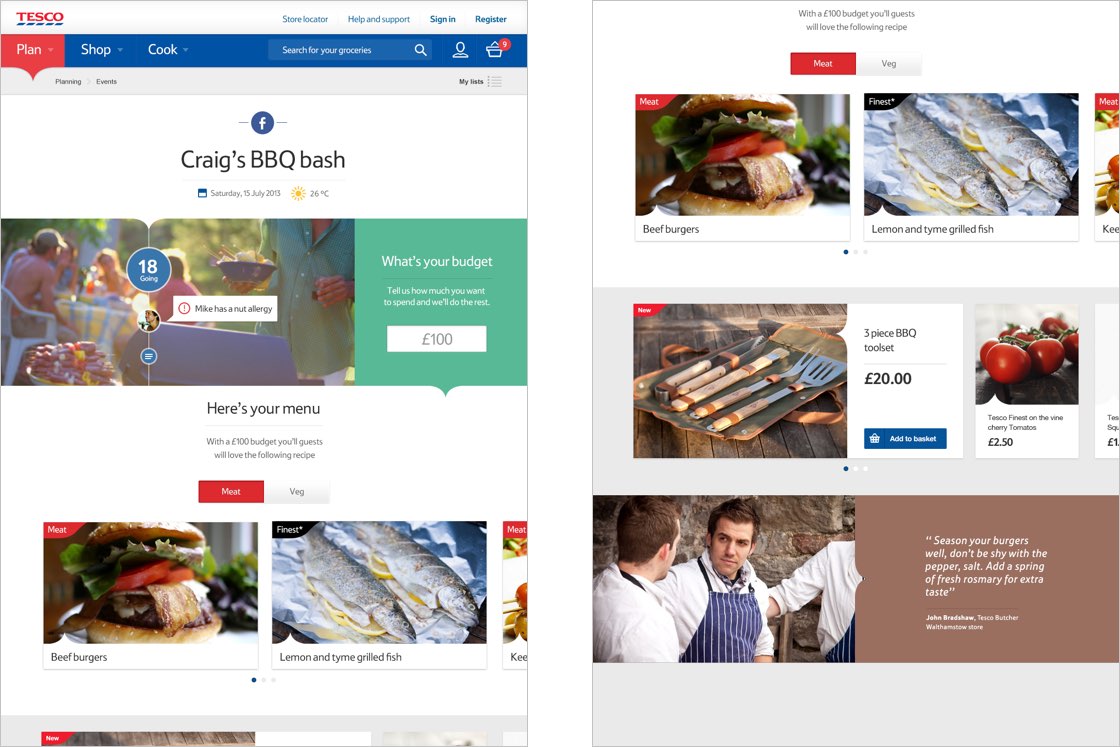 TESCO
Store locator
Help and support
Sign in
Register
Plan
Shop
Cook
Search for your groceries
9
Planning
Events
My lists
f
Craig's BBQ bash
Saturday, 15 July 2013
26 ºC
18
Going
Mike has a nut allergy
What's your budget
Tell us how much you want
to spend and we'll do the rest.
£100
Here's your menu
With a £100 budget you'll guests
will love the following recipe
Meat
Veg
Meat
Beef burgers
Finest*
Lemon and tyme grilled fish
Meat
Kee
New
With a £100 budget you'll guests
will love the following recipe
Meat
Veg
Meat
Beef burgers
Finest*
Lemon and tyme grilled fish
Meat
Kee
New
3 piece BBQ
toolset
£20.00
Add to basket
Tesco Finest on the vine
cherry Tomatos
£2.50
Tes
Squ
£1.
“ Season your burgers
well, don't be shy with the
pepper, salt. Add a spring
of fresh rosmary for extra
taste”
John Bradshaw, Tesco Butcher
Walthamstow store